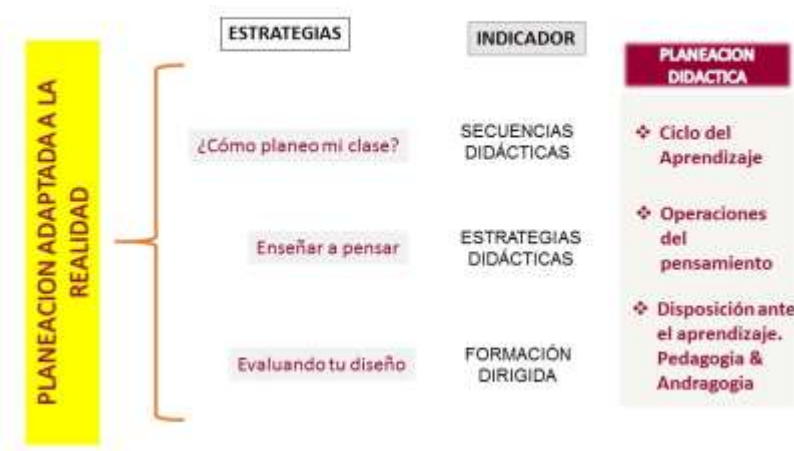 PLANEACION ADAPTADA A LA
REALIDAD
ESTRATEGIAS
INDICADOR
PLANEACION
DIDACTICA
¿Cómo planeo mi clase?
SECUENCIAS
DIDÁCTICAS
❖ Ciclo del
Aprendizaje
Enseñar a pensar
ESTRATEGIAS
DIDÁCTICAS
❖ Operaciones
del
pensamiento
Evaluando tu diseño
FORMACIÓN
DIRIGIDA
❖ Disposición ante
el aprendizaje.
Pedagogia &
Andragogia